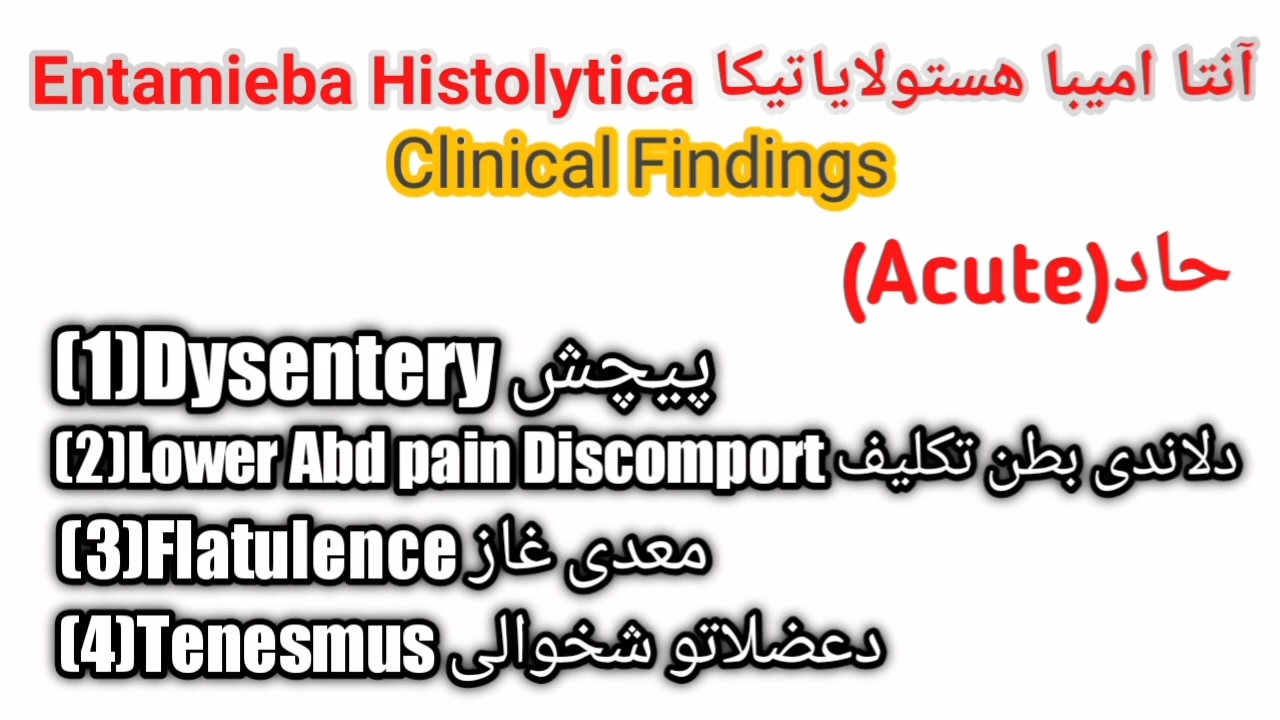 Entamieba Histolytica آنتا امیبا هستولایاتیکا
Clinical Findings
حاد(Acute)
(1)Dysentery پیچش
(2)Lower Abd pain Discomport دلاندی بطن تکلیف
(3)Flatulence معدی غاز
(4)Tenesmus دعضلاتو شخوالی